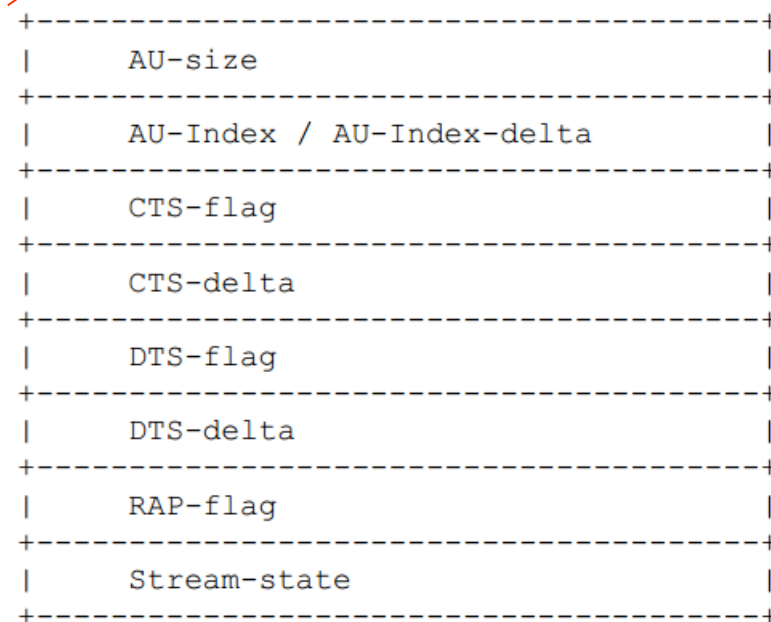 +---------------------------------------+
| AU-size |
+---------------------------------------+
| AU-Index / AU-Index-delta |
+---------------------------------------+
| CTS-flag |
+---------------------------------------+
| CTS-delta |
+---------------------------------------+
| DTS-flag |
+---------------------------------------+
| DTS-delta |
+---------------------------------------+
| RAP-flag |
+---------------------------------------+
| Stream-state |
+---------------------------------------+